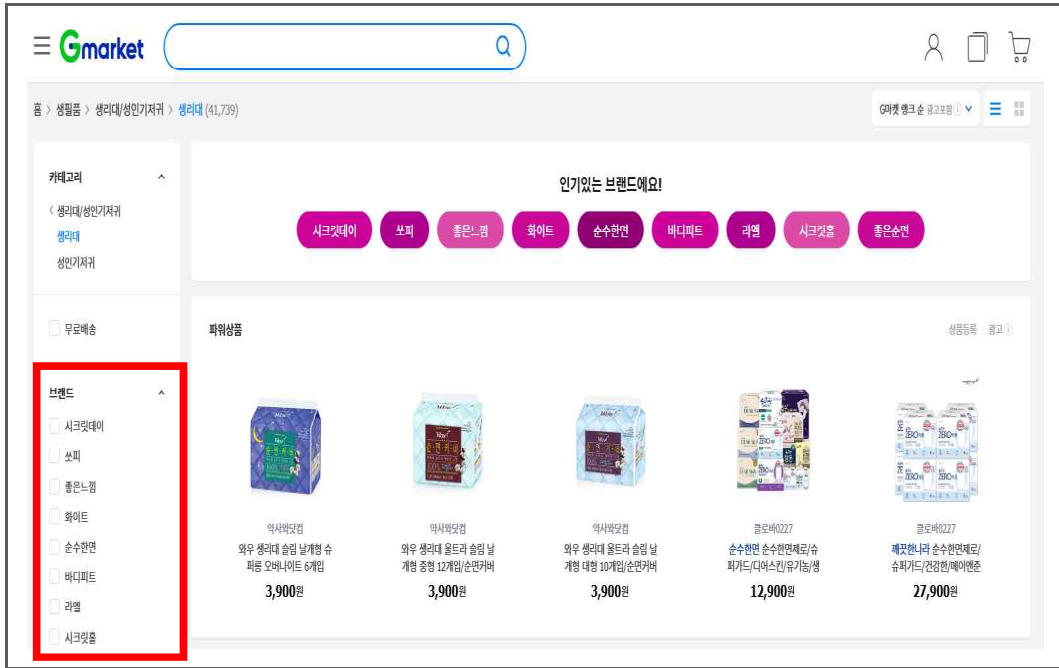 Gmarket
홈 > 생필품 > 생리대/성인기저귀 > 생리대 (41,739)
G마켓 랭크 순 광고포함
카테고리
< 생리대/성인기저귀
생리대
성인기저귀
무료배송
브랜드
시크릿데이
쏘피
좋은느낌
화이트
순수한면
바디피트
라엘
시크릿홀
인기있는 브랜드에요!
시크릿데이 쏘피 좋은느낌 화이트 순수한면 바디피트 라엘 시크릿홀 좋은순면
파워상품
상품등록 광고
약사와닷컴
와우 생리대 슬림 날개형 슈
퍼롱 오버나이트 6개입
3,900원
약사와닷컴
와우 생리대 울트라 슬림 날
개형 중형 12개입/순면커버
3,900원
약사와닷컴
와우 생리대 울트라 슬림 날
개형 대형 10개입/순면커버
3,900원
클로버0227
순수한면 순수한면제로/슈
퍼가드/디어스킨/유기농/생
12,900원
클로버0227
깨끗한나라 순수한면제로/
슈퍼가드/건강한/메이앤준
27,900원